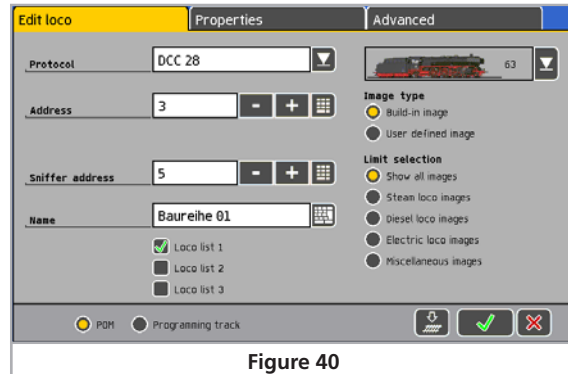 Edit loco
Properties
Advanced
Protocol
DCC 28
Address
3
- +
Sniffer address
5
- +
Name
Baureihe 01
Loco list 1
Loco list 2
Loco list 3
63
Image type
Build-in image
User defined image
Limit selection
Show all images
Steam loco images
Diesel loco images
Electric loco images
Miscellaneous images
POM
Programming track
Figure 40